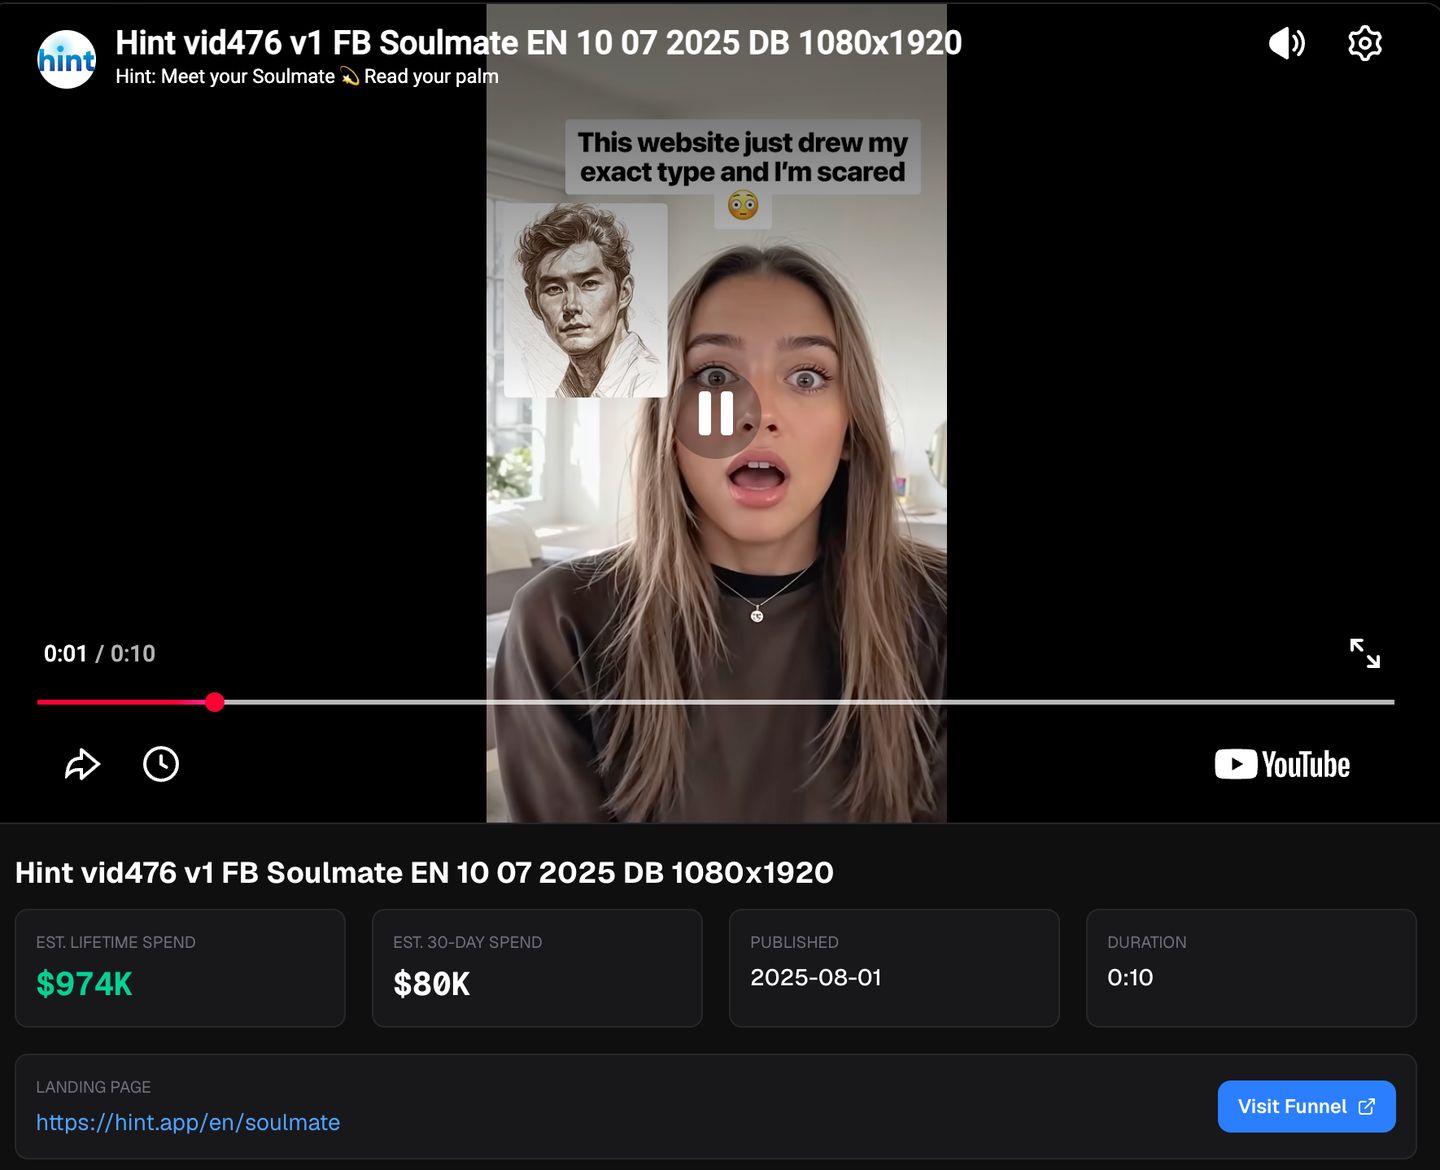 hint
Hint vid476 v1 FB Soulmate EN 10 07 2025 DB 1080x1920
Hint: Meet your Soulmate 💫 Read your palm
This website just drew my
exact type and I'm scared
😳
0:01 / 0:10
YouTube
Hint vid476 v1 FB Soulmate EN 10 07 2025 DB 1080x1920
EST. LIFETIME SPEND
$974K
EST. 30-DAY SPEND
$80K
PUBLISHED
2025-08-01
DURATION
0:10
LANDING PAGE
https://hint.app/en/soulmate
Visit Funnel